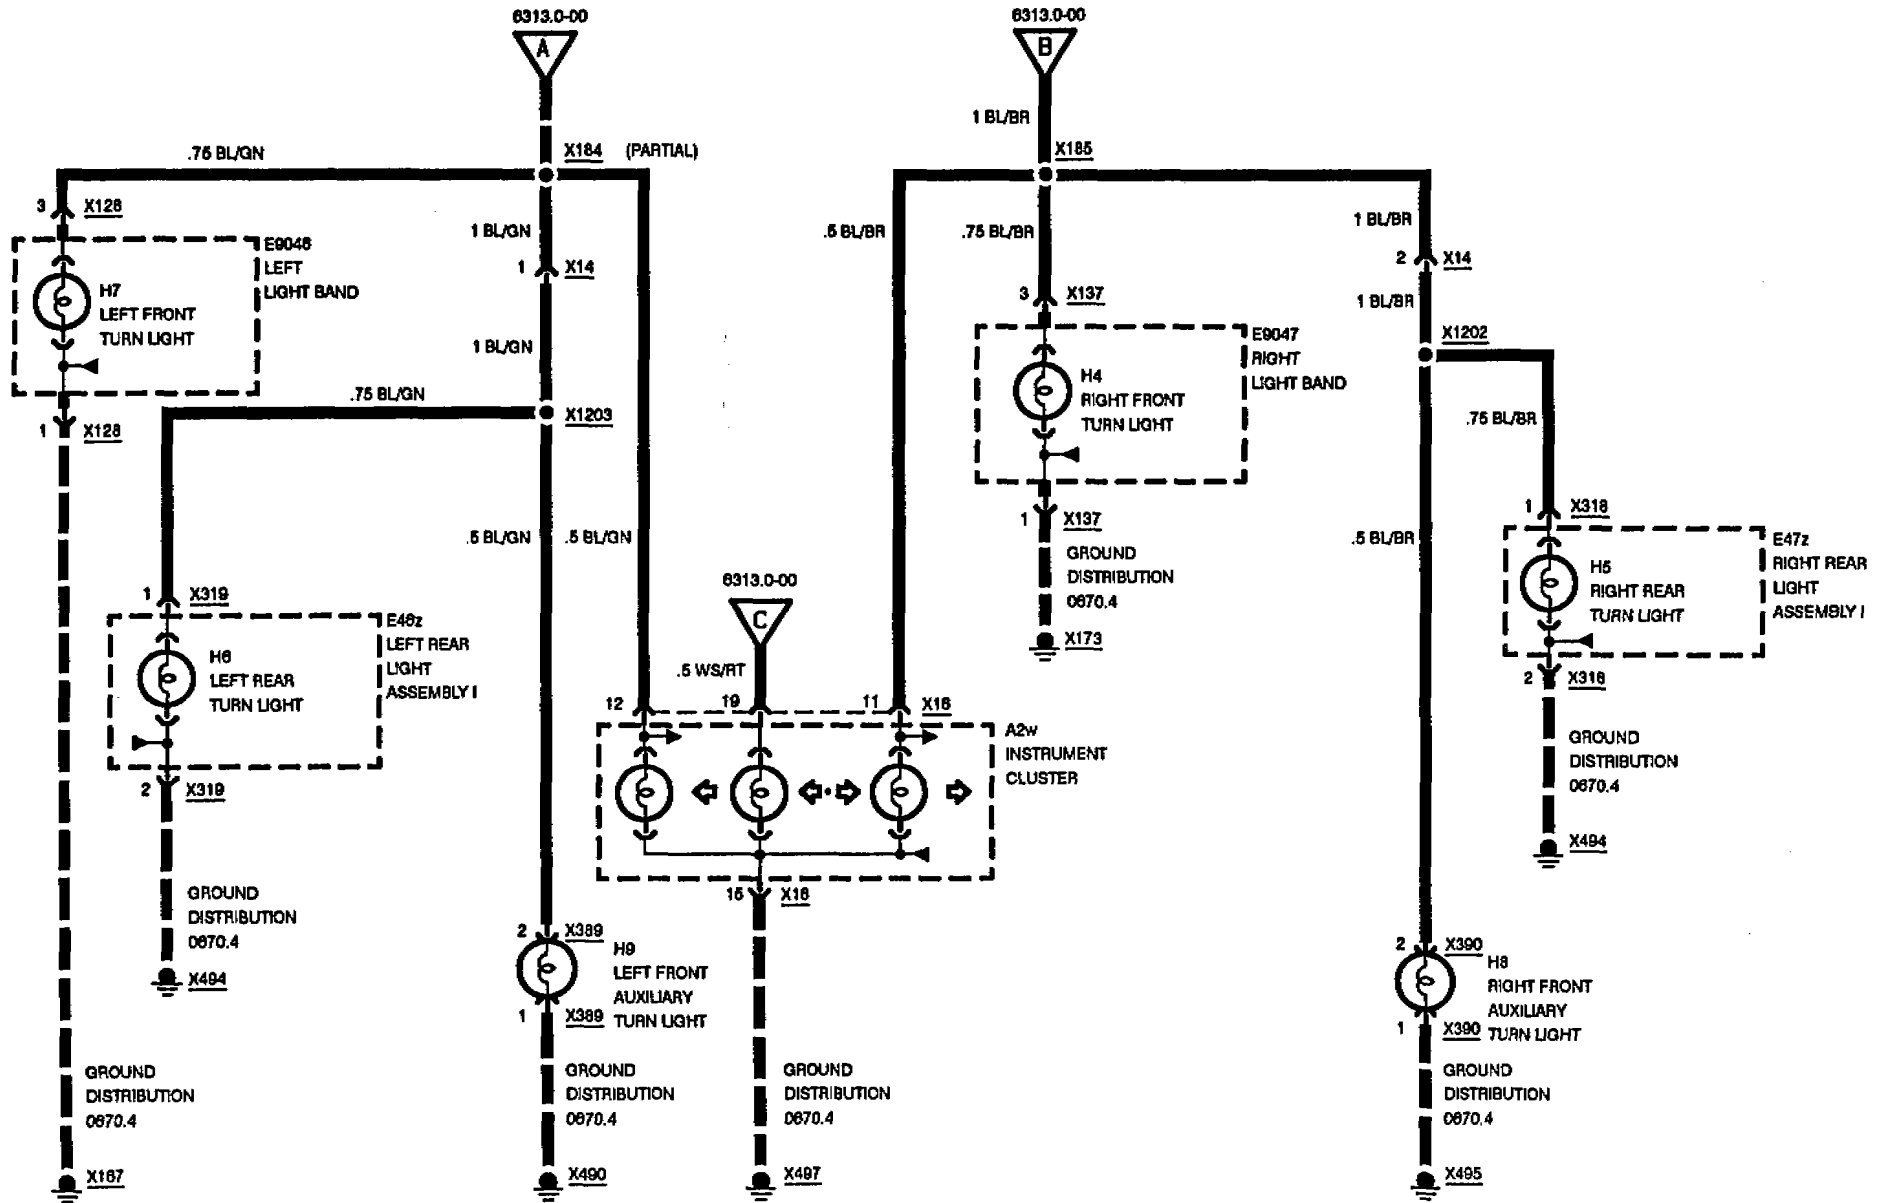 6313.0-00
A
6313.0-00
B
1 BL/BR
.75 BL/GN
X184
(PARTIAL)
X185
3
X128
1 BL/GN
.5 BL/BR
.75 BL/BR
1 BL/BR
E9046
LEFT
LIGHT BAND
1
X14
2
X14
H7
LEFT FRONT
TURN LIGHT
3
X137
1 BL/BR
1 BL/GN
E9047
RIGHT
LIGHT BAND
X1202
.75 BL/GN
H4
RIGHT FRONT
TURN LIGHT
1
X128
X1203
.75 BL/BR
1
X137
1
X318
.5 BL/GN
.5 BL/GN
.5 BL/BR
GROUND
DISTRIBUTION
0670.4
E47z
RIGHT REAR
LIGHT
ASSEMBLY I
H5
RIGHT REAR
TURN LIGHT
1
X319
6313.0-00
C
X173
E46z
LEFT REAR
LIGHT
ASSEMBLY I
H6
LEFT REAR
TURN LIGHT
.5 WS/RT
2
X318
12
19
11
X16
A2w
INSTRUMENT
CLUSTER
GROUND
DISTRIBUTION
0670.4
2
X319
X494
15
X16
GROUND
DISTRIBUTION
0670.4
2
X389
H9
LEFT FRONT
AUXILIARY
TURN LIGHT
2
X390
H8
RIGHT FRONT
AUXILIARY
TURN LIGHT
X494
1
X389
1
X390
GROUND
DISTRIBUTION
0670.4
GROUND
DISTRIBUTION
0670.4
GROUND
DISTRIBUTION
0670.4
GROUND
DISTRIBUTION
0670.4
X167
X490
X497
X495